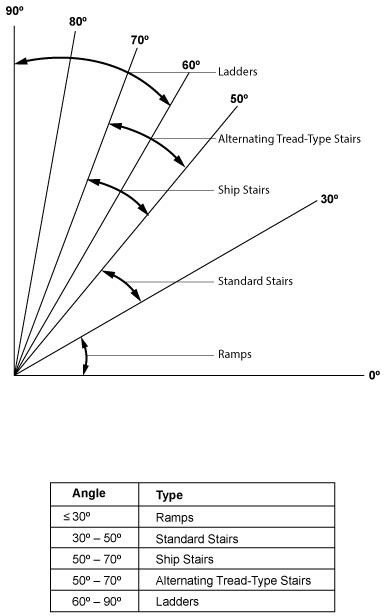 90º
80º
70º
60º
Ladders
50º
Alternating Tread-Type Stairs
Ship Stairs
30º
Standard Stairs
Ramps
0º
Angle Type
≤ 30º Ramps
30º – 50º Standard Stairs
50º – 70º Ship Stairs
50º – 70º Alternating Tread-Type Stairs
60º – 90º Ladders